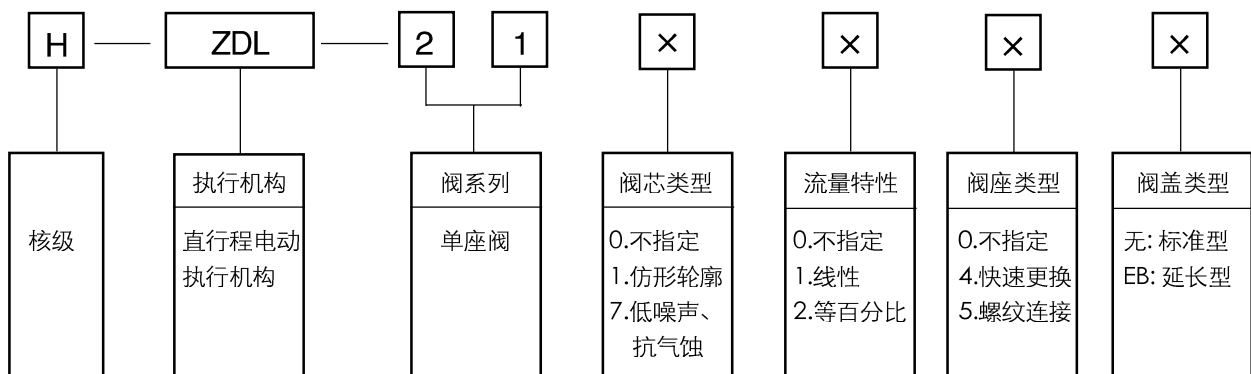 H
ZDL
2
1
×
×
×
×
核级
执行机构
直行程电动
执行机构
阀系列
单座阀
阀芯类型
0.不指定
1.仿形轮廓
7.低噪声、
抗气蚀
流量特性
0.不指定
1.线性
2.等百分比
阀座类型
0.不指定
4.快速更换
5.螺纹连接
阀盖类型
无: 标准型
EB: 延长型